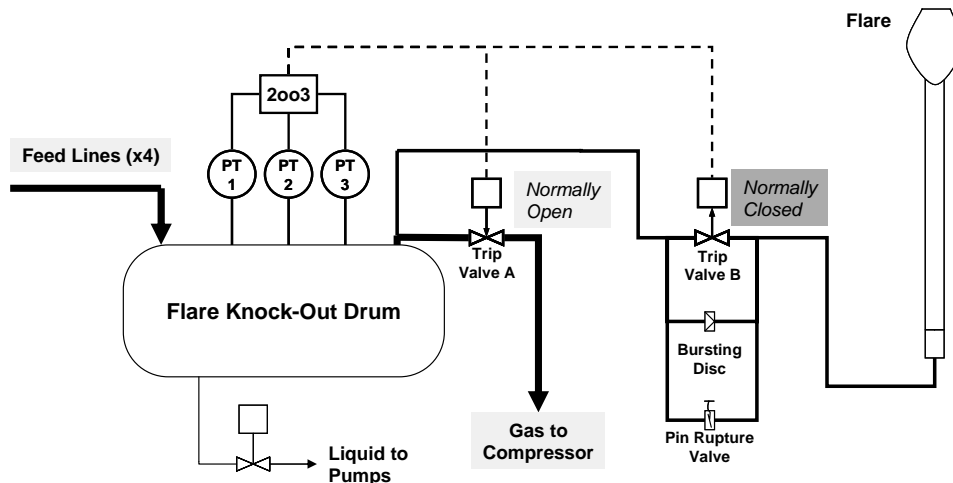 Flare
2oo3
Feed Lines (x4)
PT
1
PT
2
PT
3
Normally
Open
Normally
Closed
Trip
Valve A
Trip
Valve B
Flare Knock-Out Drum
Bursting
Disc
Gas to
Compressor
Pin Rupture
Valve
Liquid to
Pumps